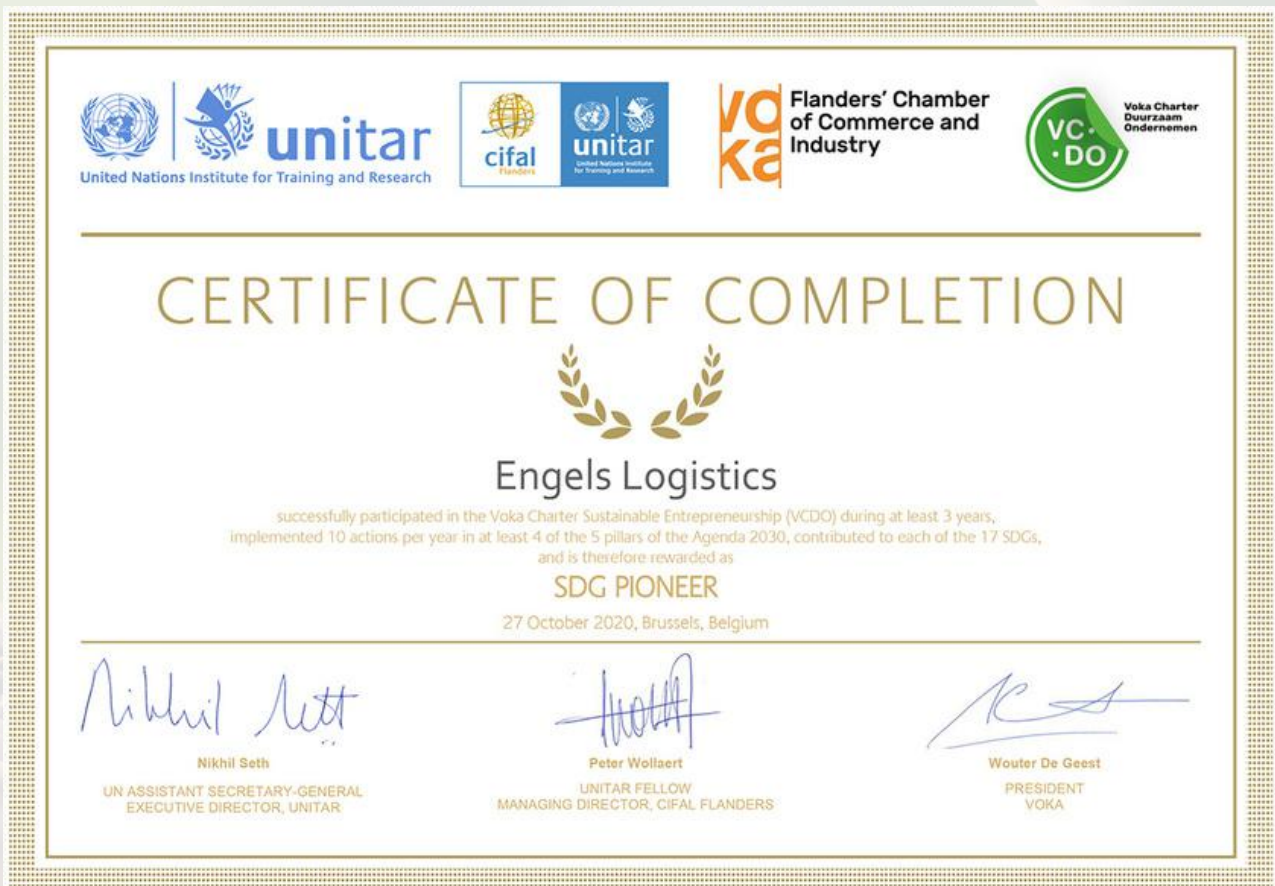 unitar
United Nations Institute for Training and Research
cifal
Flanders
unitar
United Nations Institute
for Training and Research
VO
KA
Flanders' Chamber
of Commerce and
Industry
VC·
·DO
Voka Charter
Duurzaam
Ondernemen
CERTIFICATE OF COMPLETION
Engels Logistics
successfully participated in the Voka Charter Sustainable Entrepreneurship (VCDO) during at least 3 years,
implemented 10 actions per year in at least 4 of the 5 pillars of the Agenda 2030, contributed to each of the 17 SDGs,
and is therefore rewarded as
SDG PIONEER
27 October 2020, Brussels, Belgium
Nikhil Seth
Peter Wollaert
Wouter De Geest
UN ASSISTANT SECRETARY-GENERAL
EXECUTIVE DIRECTOR, UNITAR
UNITAR FELLOW
MANAGING DIRECTOR, CIFAL FLANDERS
PRESIDENT
VOKA